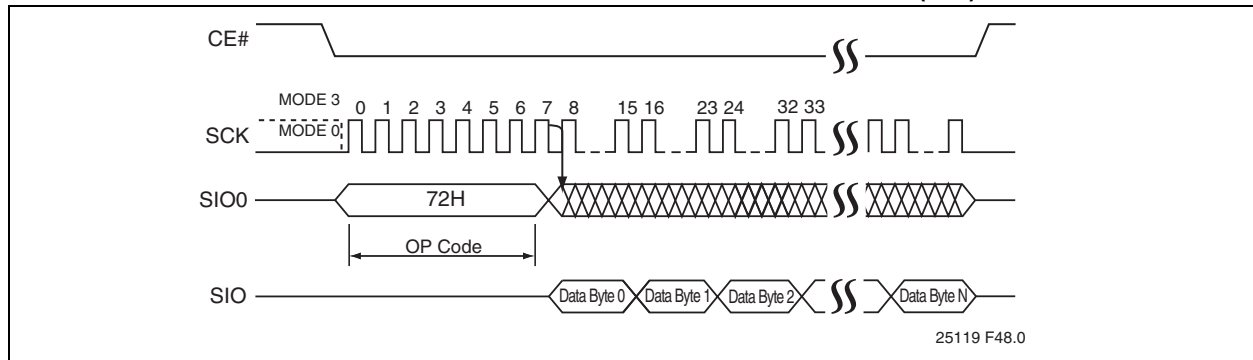 CE#
MODE 3
0 1 2 3 4 5 6 7 8 15 16 23 24 32 33
SCK
MODE 0
SIO0
72H
OP Code
SIO
Data Byte 0
Data Byte 1
Data Byte 2
Data Byte N
25119 F48.0